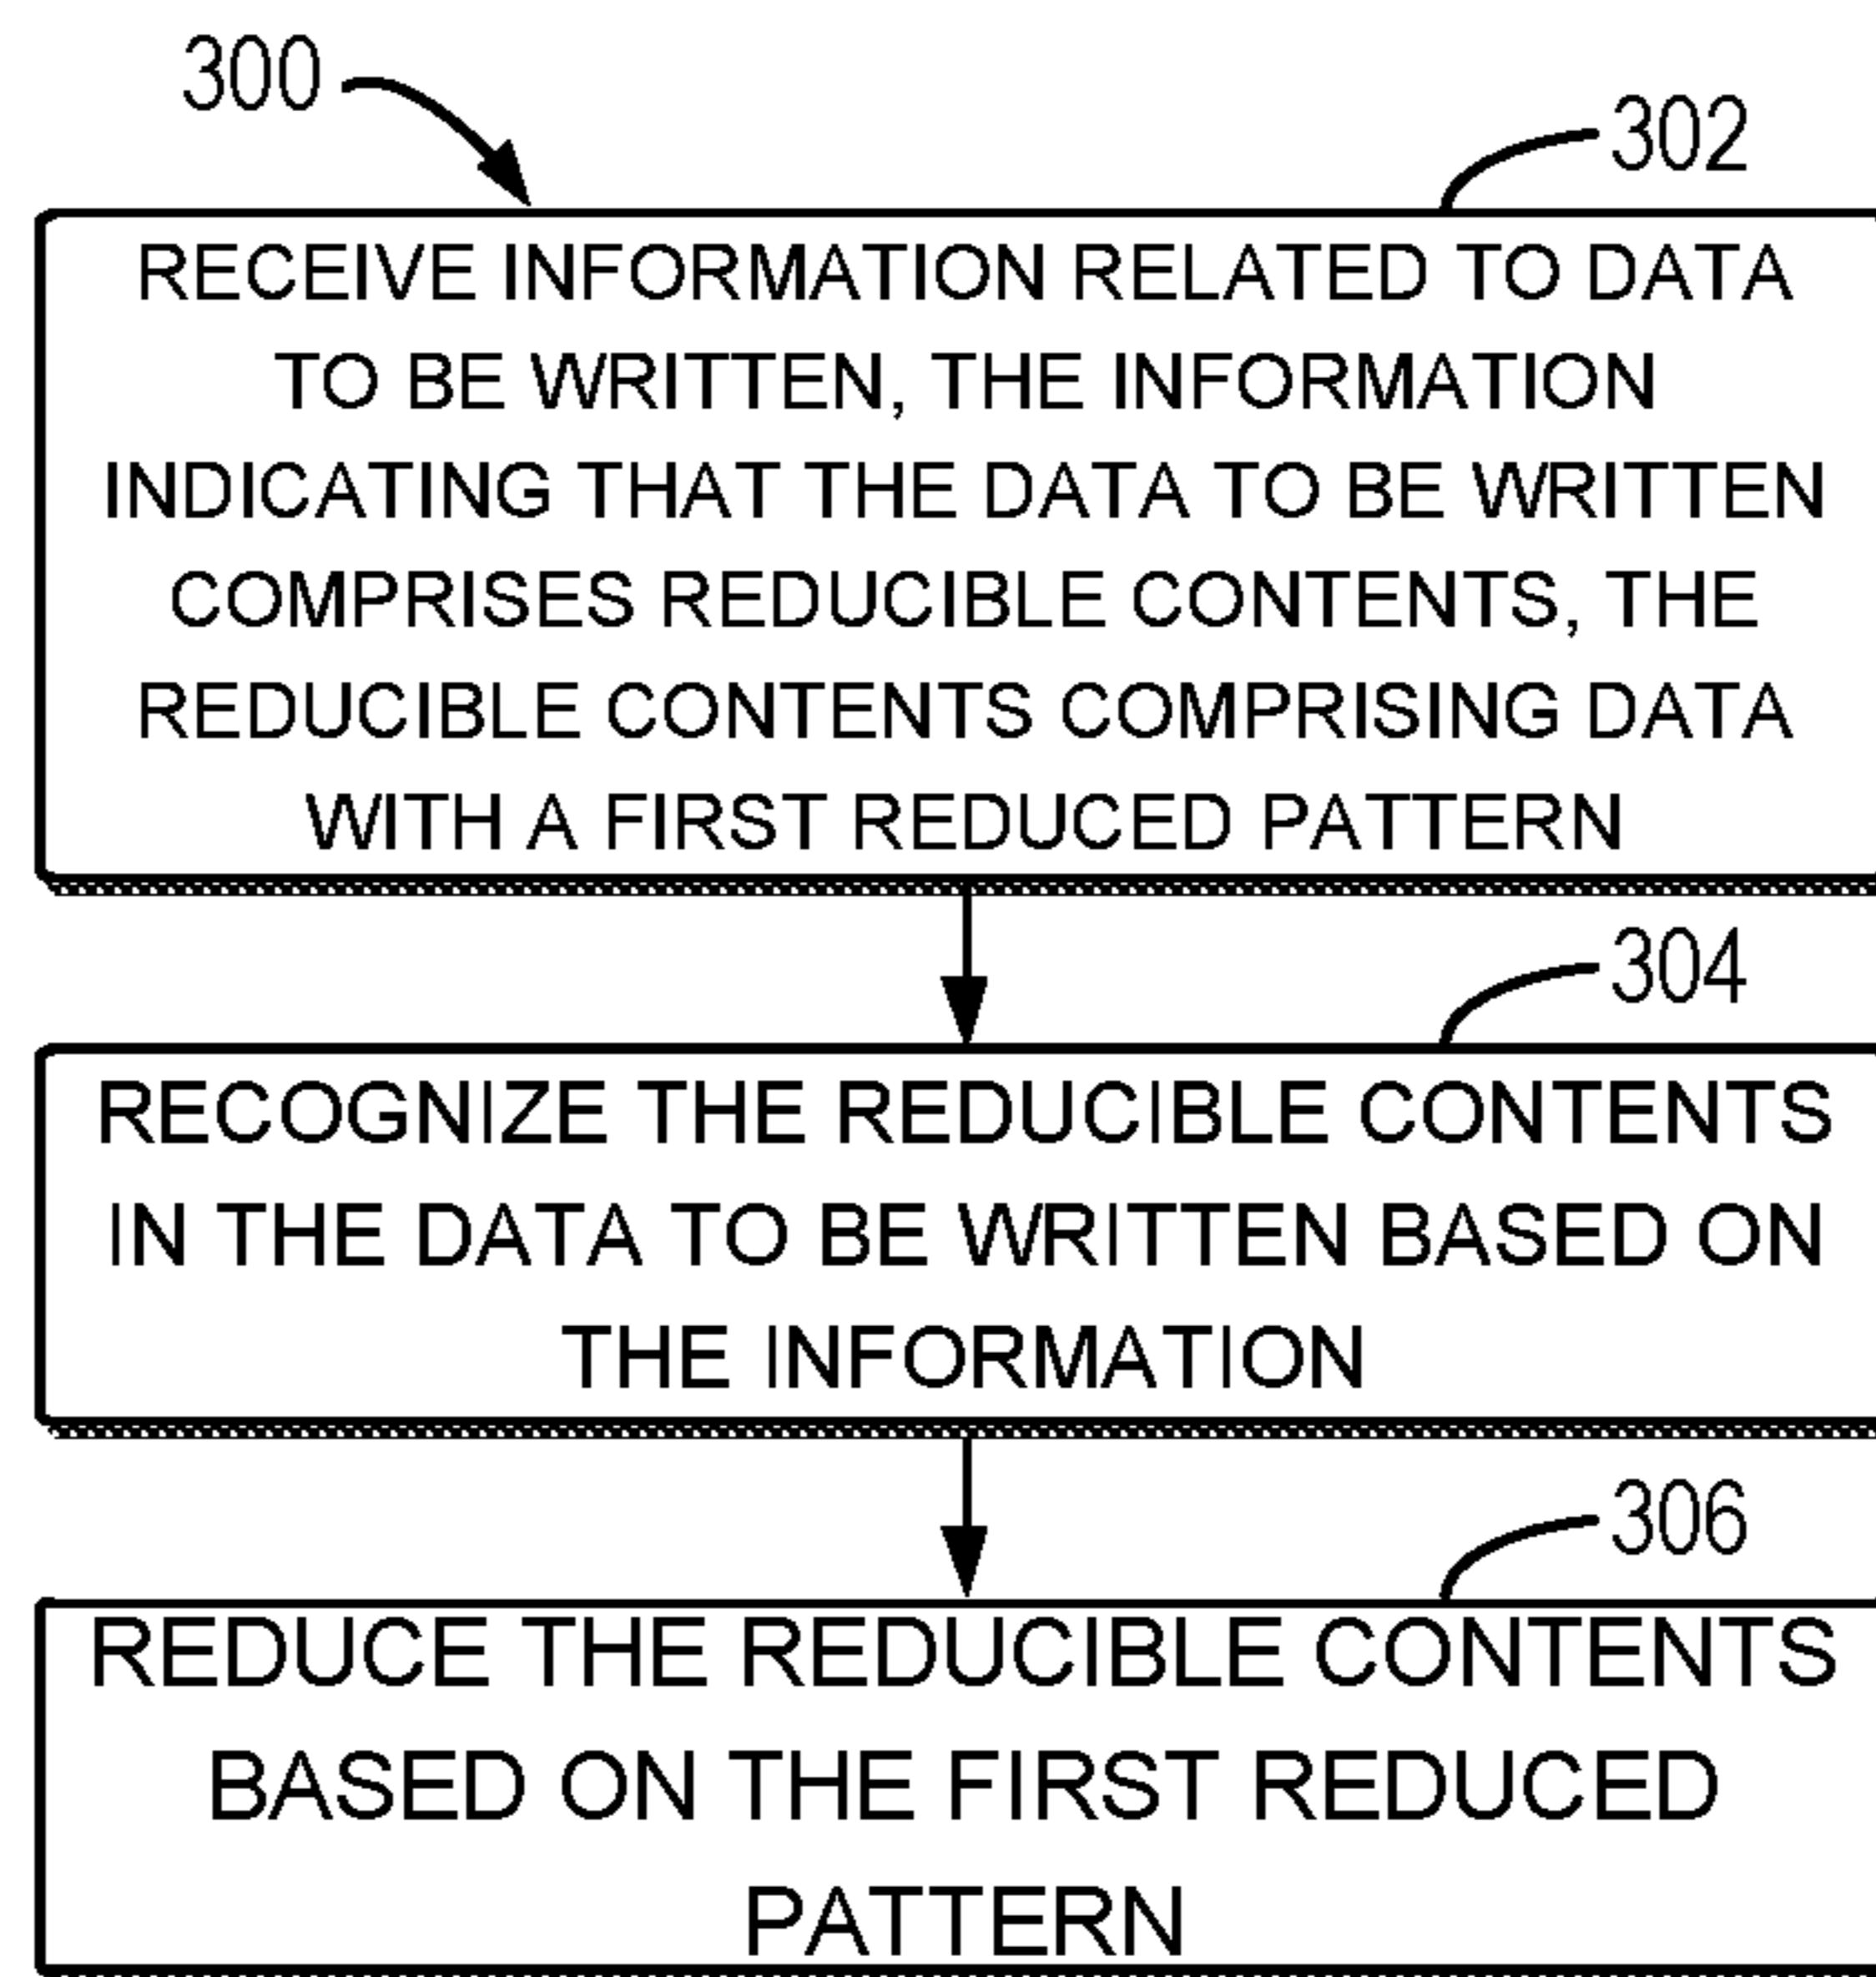 300
302
RECEIVE INFORMATION RELATED TO DATA
TO BE WRITTEN, THE INFORMATION
INDICATING THAT THE DATA TO BE WRITTEN
COMPRISES REDUCIBLE CONTENTS, THE
REDUCIBLE CONTENTS COMPRISING DATA
WITH A FIRST REDUCED PATTERN
304
RECOGNIZE THE REDUCIBLE CONTENTS
IN THE DATA TO BE WRITTEN BASED ON
THE INFORMATION
306
REDUCE THE REDUCIBLE CONTENTS
BASED ON THE FIRST REDUCED
PATTERN